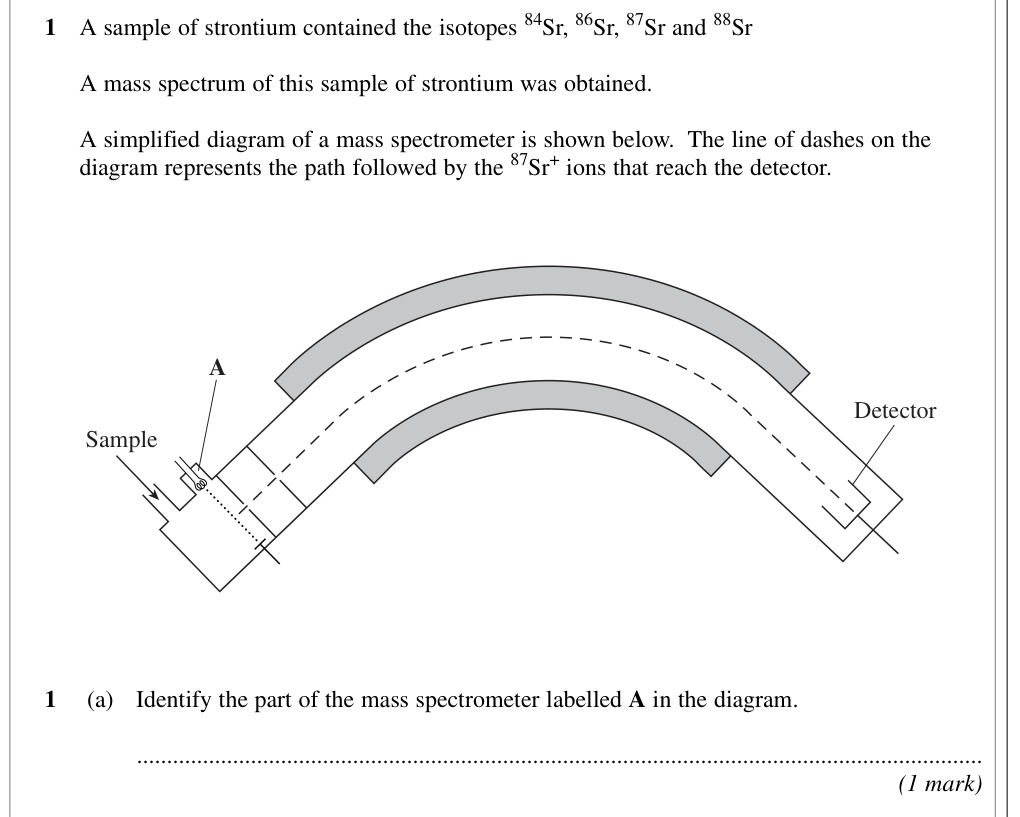 1 A sample of strontium contained the isotopes ⁸⁴Sr, ⁸⁶Sr, ⁸⁷Sr and ⁸⁸Sr
A mass spectrum of this sample of strontium was obtained.
A simplified diagram of a mass spectrometer is shown below. The line of dashes on the
diagram represents the path followed by the ⁸⁷Sr⁺ ions that reach the detector.
A
Detector
Sample
1 (a) Identify the part of the mass spectrometer labelled A in the diagram.
(1 mark)